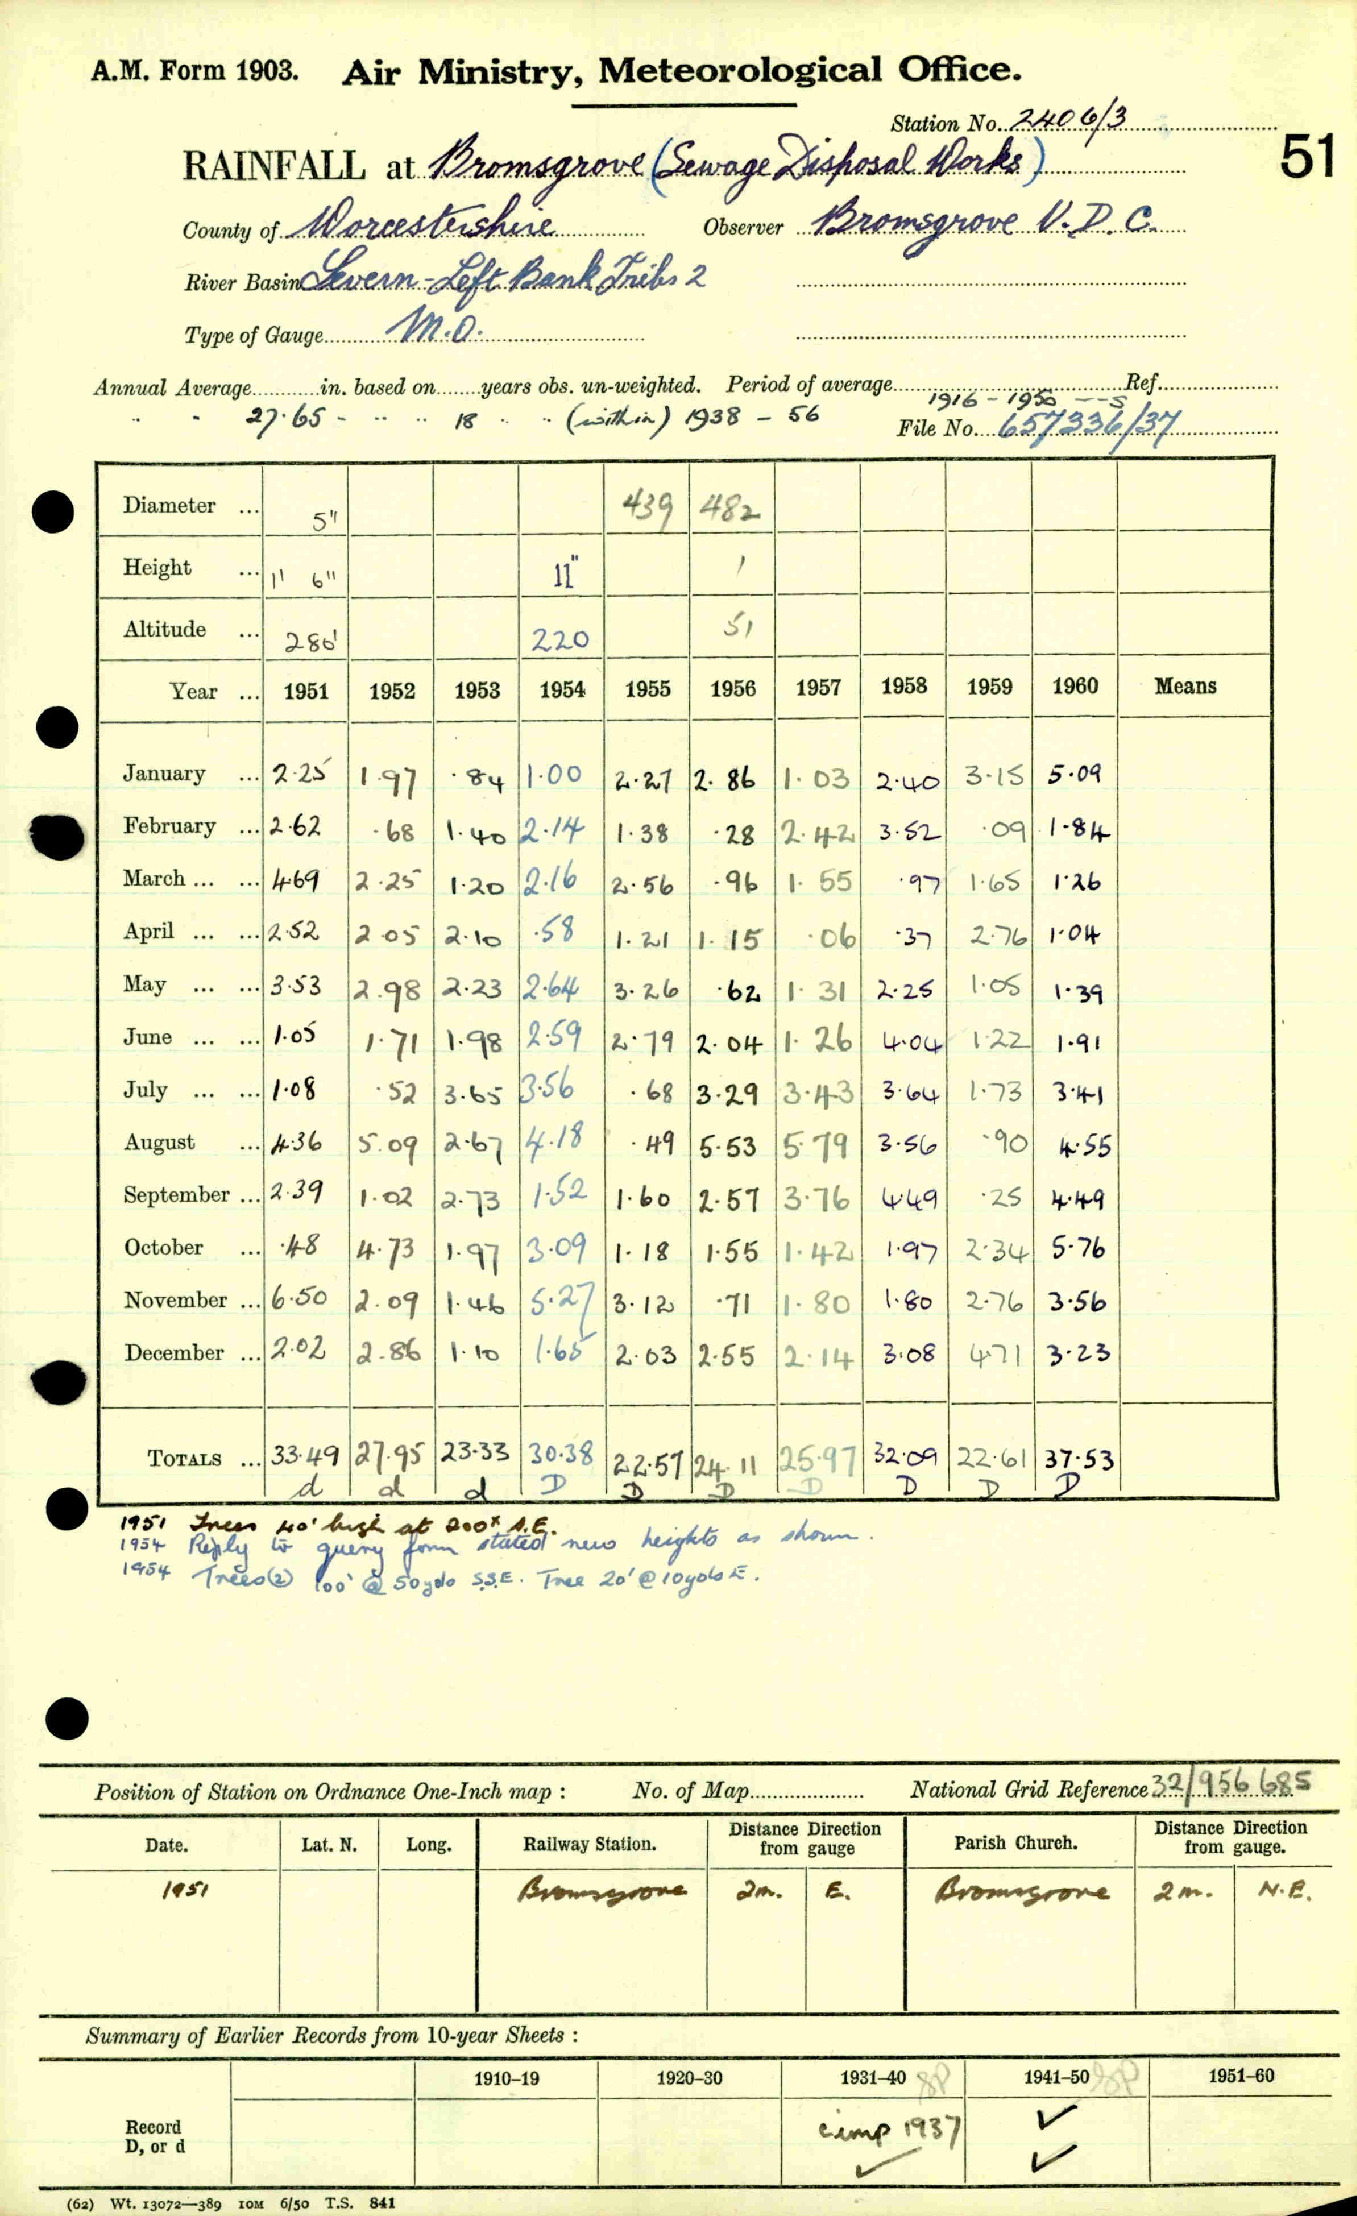 A.M. Form 1903. Air Ministry, Meteorological Office.
Station No. 2406/3
51
RAINFALL at Bromsgrove (Sewage Disposal Works)
County of Worcestershire Observer Bromsgrove U.D.C.
River Basin Severn - Left Bank Tribs 2
Type of Gauge M.O.
Annual Average in. based on years obs. un-weighted. Period of average Ref.
" " 27.65 - " " 18 " " (within) 1938 - 56 1916 - 1950 -- S
File No. 657336/37
Diameter ... 5" 439 482
Height ... 1' 6" 11" 1
Altitude ... 280' 220 51
Year ... 1951 1952 1953 1954 1955 1956 1957 1958 1959 1960 Means
January ... 2.25 1.97 .84 1.00 2.27 2.86 1.03 2.40 3.15 5.09
February ... 2.62 .68 1.40 2.14 1.38 .28 2.42 3.52 .09 1.84
March ... ... 4.69 2.25 1.20 2.16 2.56 .96 1.55 .97 1.65 1.26
April ... ... 2.52 2.05 2.10 .58 1.21 1.15 .06 .37 2.76 1.04
May ... ... 3.53 2.98 2.23 2.64 3.26 .62 1.31 2.25 1.05 1.39
June ... ... 1.05 1.71 1.98 2.59 2.79 2.04 1.26 4.04 1.22 1.91
July ... ... 1.08 .52 3.65 3.56 .68 3.29 3.43 3.64 1.73 3.41
August ... 4.36 5.09 2.67 4.18 .49 5.53 5.79 3.56 .90 4.55
September ... 2.39 1.02 2.73 1.52 1.60 2.57 3.76 4.49 .25 4.49
October ... .48 4.73 1.97 3.09 1.18 1.55 1.42 1.97 2.34 5.76
November ... 6.50 2.09 1.46 5.27 3.12 .71 1.80 1.80 2.76 3.56
December ... 2.02 2.86 1.10 1.65 2.03 2.55 2.14 3.08 4.71 3.23
TOTALS ... 33.49 27.95 23.33 30.38 22.57 24.11 25.97 32.09 22.61 37.53
d d d D D D D D D D
1951 Trees 40' high at 200x S.E.
1954 Reply to query form stated new heights as shown.
1954 Trees(2) 100' @ 50yds S.S.E. Tree 20' @ 10yds E.
Position of Station on Ordnance One-Inch map : No. of Map National Grid Reference 32/956685
Date. Lat. N. Long. Railway Station. Distance Direction from gauge Parish Church. Distance Direction from gauge.
1951 Bromsgrove 2m. E. Bromsgrove 2m. N.E.
Summary of Earlier Records from 10-year Sheets :
1910-19 1920-30 1931-40 1941-50 1951-60
Record cimp 1937 ✓
D, or d ✓ ✓
(62) Wt. 13072—389 10M 6/50 T.S. 841